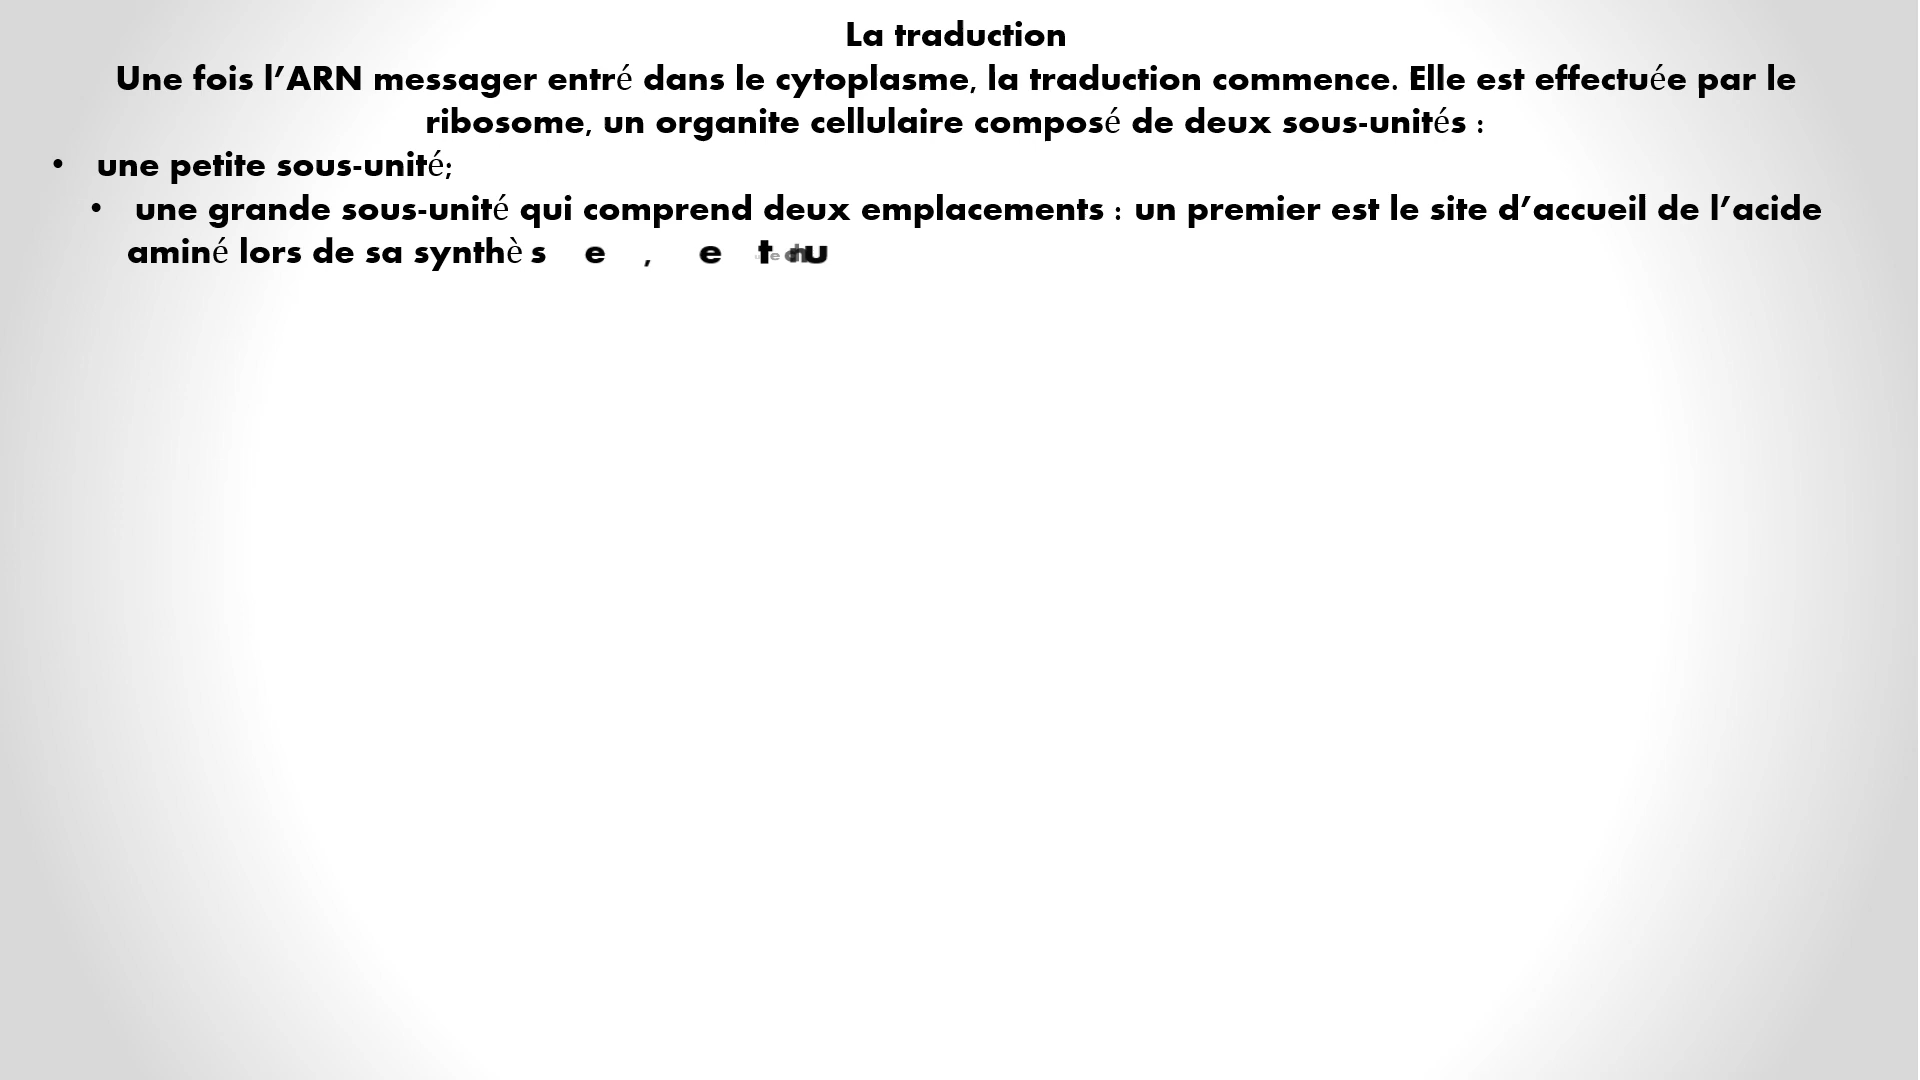 La traduction
Une fois l’ARN messager entré dans le cytoplasme, la traduction commence. Elle est effectuée par le
ribosome, un organite cellulaire composé de deux sous-unités :
• une petite sous-unité;
• une grande sous-unité qui comprend deux emplacements : un premier est le site d’accueil de l’acide
aminé lors de sa synthèse, et